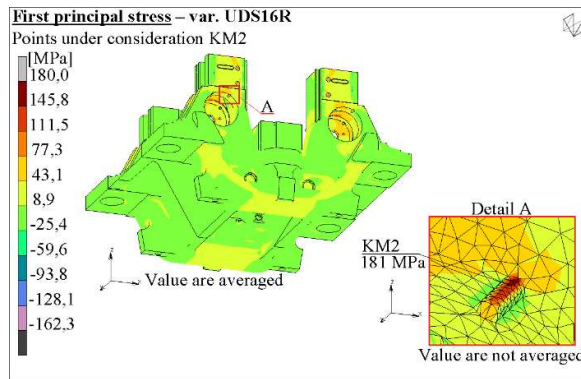 First principal stress – var. UDS16R
Points under consideration KM2
[MPa]
180,0
145,8
111,5
77,3
43,1
8,9
-25,4
-59,6
-93,8
-128,1
-162,3
A
Value are averaged
Detail A
KM2
181 MPa
Value are not averaged